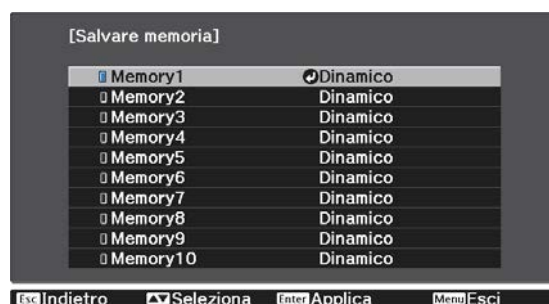 [Salvare memoria]
Memory1 Dinamico
Memory2 Dinamico
Memory3 Dinamico
Memory4 Dinamico
Memory5 Dinamico
Memory6 Dinamico
Memory7 Dinamico
Memory8 Dinamico
Memory9 Dinamico
Memory10 Dinamico
Esc Indietro Seleziona Enter Applica Menu Esci